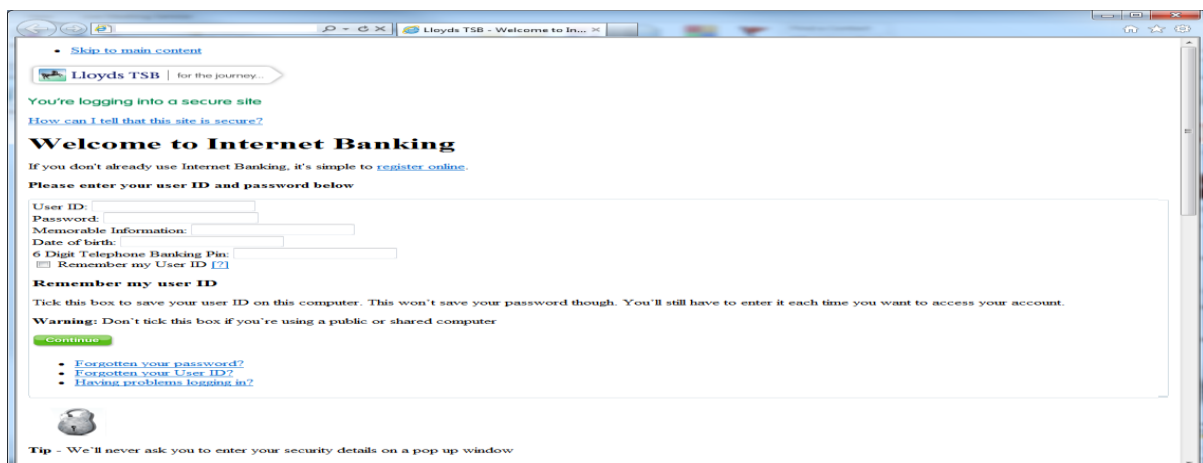 Lloyds TSB - Welcome to In...
Skip to main content
Lloyds TSB | for the journey...
You're logging into a secure site
How can I tell that this site is secure?
Welcome to Internet Banking
If you don't already use Internet Banking, it's simple to register online.
Please enter your user ID and password below
User ID:
Password:
Memorable Information:
Date of birth:
6 Digit Telephone Banking Pin:
Remember my User ID [?]
Remember my user ID
Tick this box to save your user ID on this computer. This won't save your password though. You'll still have to enter it each time you want to access your account.
Warning: Don't tick this box if you're using a public or shared computer
Continue
Forgotten your password?
Forgotten your User ID?
Having problems logging in?
Tip - We'll never ask you to enter your security details on a pop up window